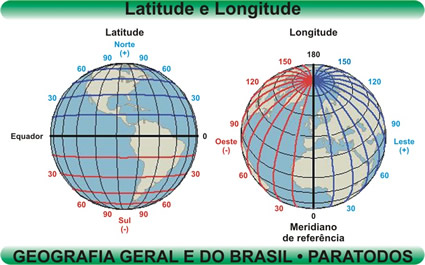 Latitude e Longitude
Latitude
Norte
(+)
90 90
60 60
30 30
Equador 0
30 30
60 60
90 90
Sul
(-)
Longitude
180
150 150
120 120
90 90
Oeste
(-)
Leste
(+)
60 60
30 30
0
Meridiano
de referência
GEOGRAFIA GERAL E DO BRASIL • PARATODOS